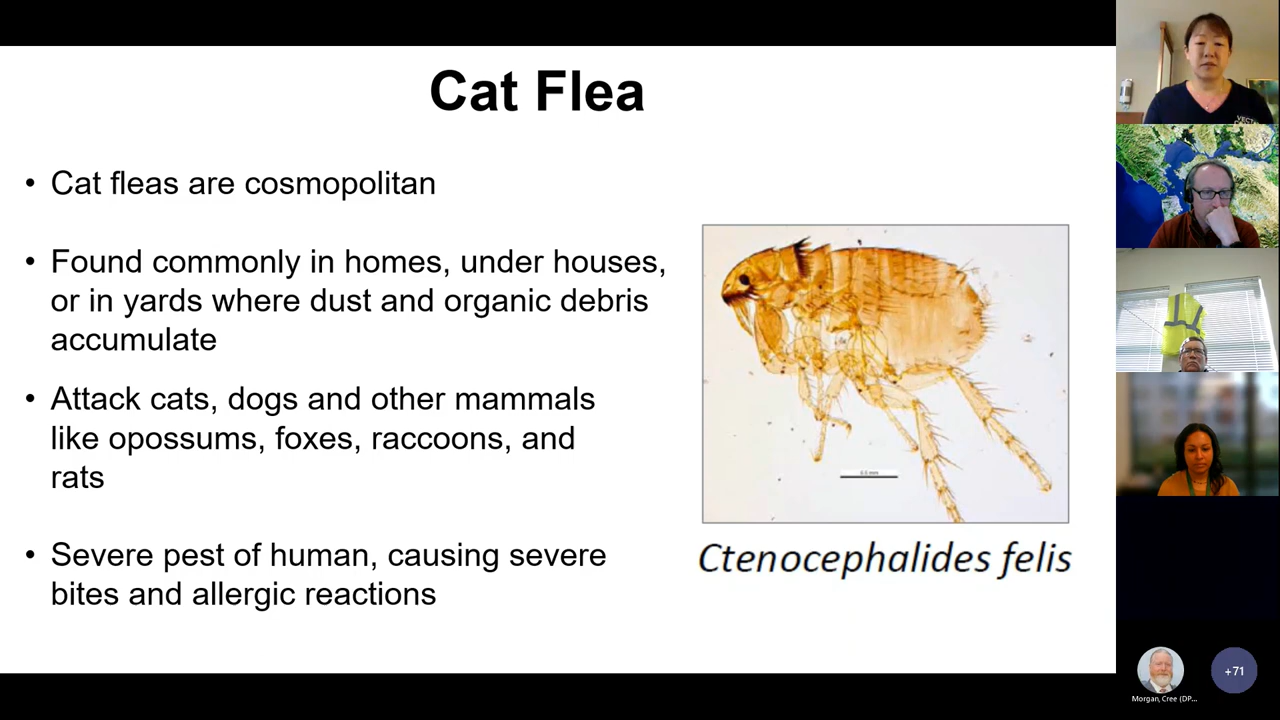 Cat Flea
• Cat fleas are cosmopolitan
• Found commonly in homes, under houses,
or in yards where dust and organic debris
accumulate
• Attack cats, dogs and other mammals
like opossums, foxes, raccoons, and
rats
• Severe pest of human, causing severe
bites and allergic reactions
Ctenocephalides felis
Morgan, Cree (DP...
+71